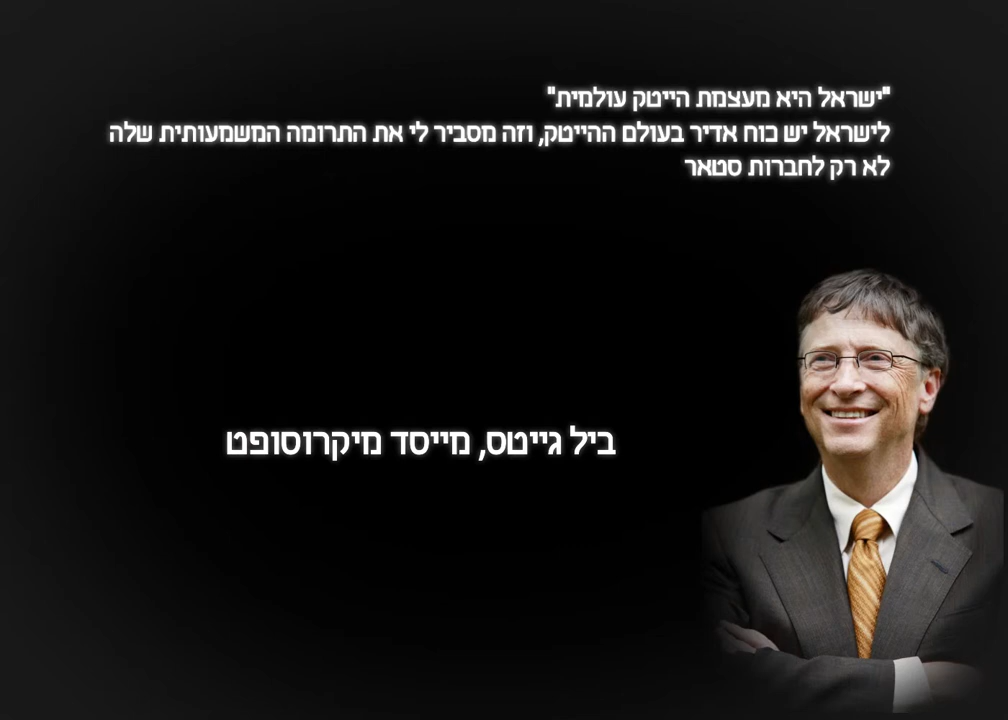 "ישראל היא מעצמת הייטק עולמית"
לישראל יש כוח אדיר בעולם ההייטק, וזה מסביר לי את התרומה המשמעותית שלה
לא רק לחברות סטאר
ביל גייטס, מייסד מיקרוסופט